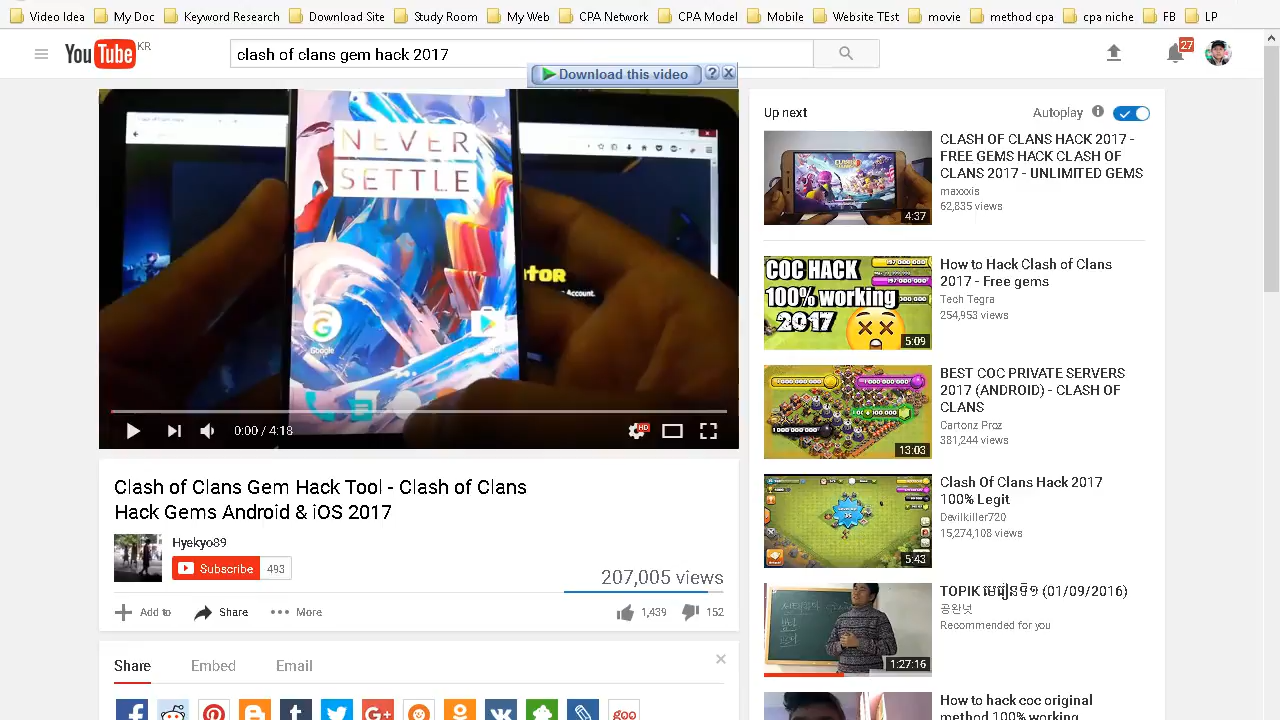 Video Idea
My Doc
Keyword Research
Download Site
Study Room
My Web
CPA Network
CPA Model
Mobile
Website TEst
movie
method cpa
cpa niche
FB
LP
YouTube KR
clash of clans gem hack 2017
27
Download this video ? X
NEVER
SETTLE
tor
Account.
Google
0:00 / 4:18
HD
Clash of Clans Gem Hack Tool - Clash of Clans
Hack Gems Android & iOS 2017
Hyekyo89
Subscribe 493
207,005 views
Add to
Share
More
1,439
152
Share
Embed
Email
Up next
Autoplay
4:37
CLASH OF CLANS HACK 2017 -
FREE GEMS HACK CLASH OF
CLANS 2017 - UNLIMITED GEMS
maxxxis
62,835 views
COC HACK
100% working
2017
5:09
How to Hack Clash of Clans
2017 - Free gems
Tech Tegra
254,953 views
13:03
BEST COC PRIVATE SERVERS
2017 (ANDROID) - CLASH OF
CLANS
Cartonz Proz
381,244 views
5:43
Clash Of Clans Hack 2017
100% Legit
Devilkiller720
15,274,108 views
1:27:16
TOPIK (01/09/2016)
공완넛
Recommended for you
How to hack coc original
method 100% working